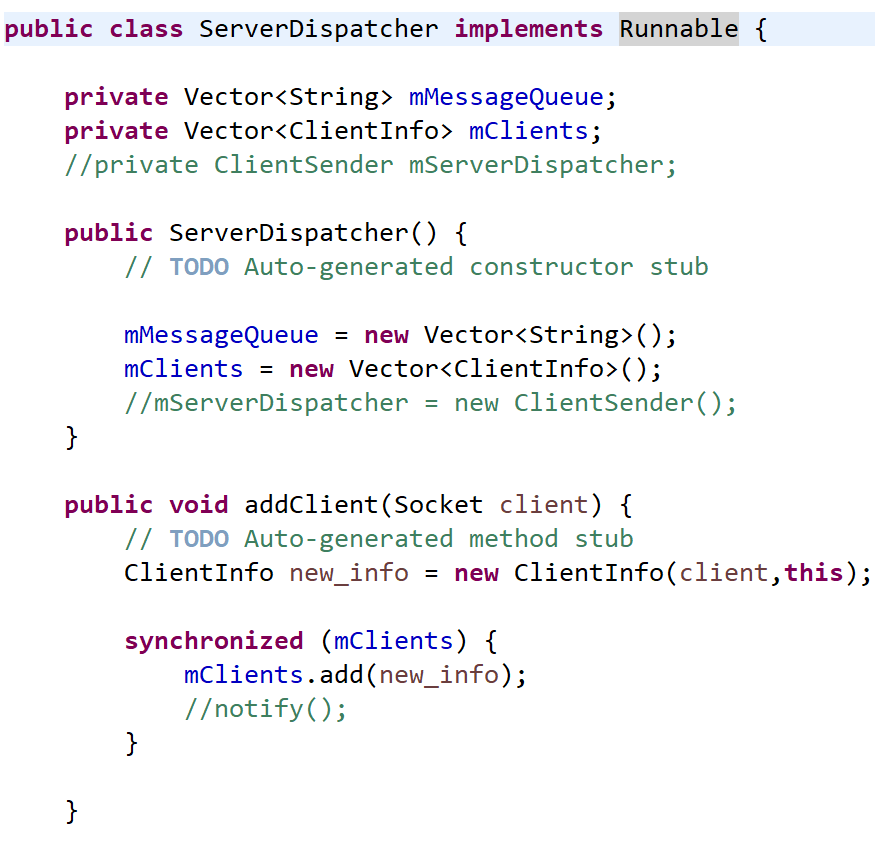 public class ServerDispatcher implements Runnable {
private Vector<String> mMessageQueue;
private Vector<ClientInfo> mClients;
//private ClientSender mServerDispatcher;
public ServerDispatcher() {
// TODO Auto-generated constructor stub
mMessageQueue = new Vector<String>();
mClients = new Vector<ClientInfo>();
//mServerDispatcher = new ClientSender();
}
public void addClient(Socket client) {
// TODO Auto-generated method stub
ClientInfo new_info = new ClientInfo(client,this);
synchronized (mClients) {
mClients.add(new_info);
//notify();
}
}